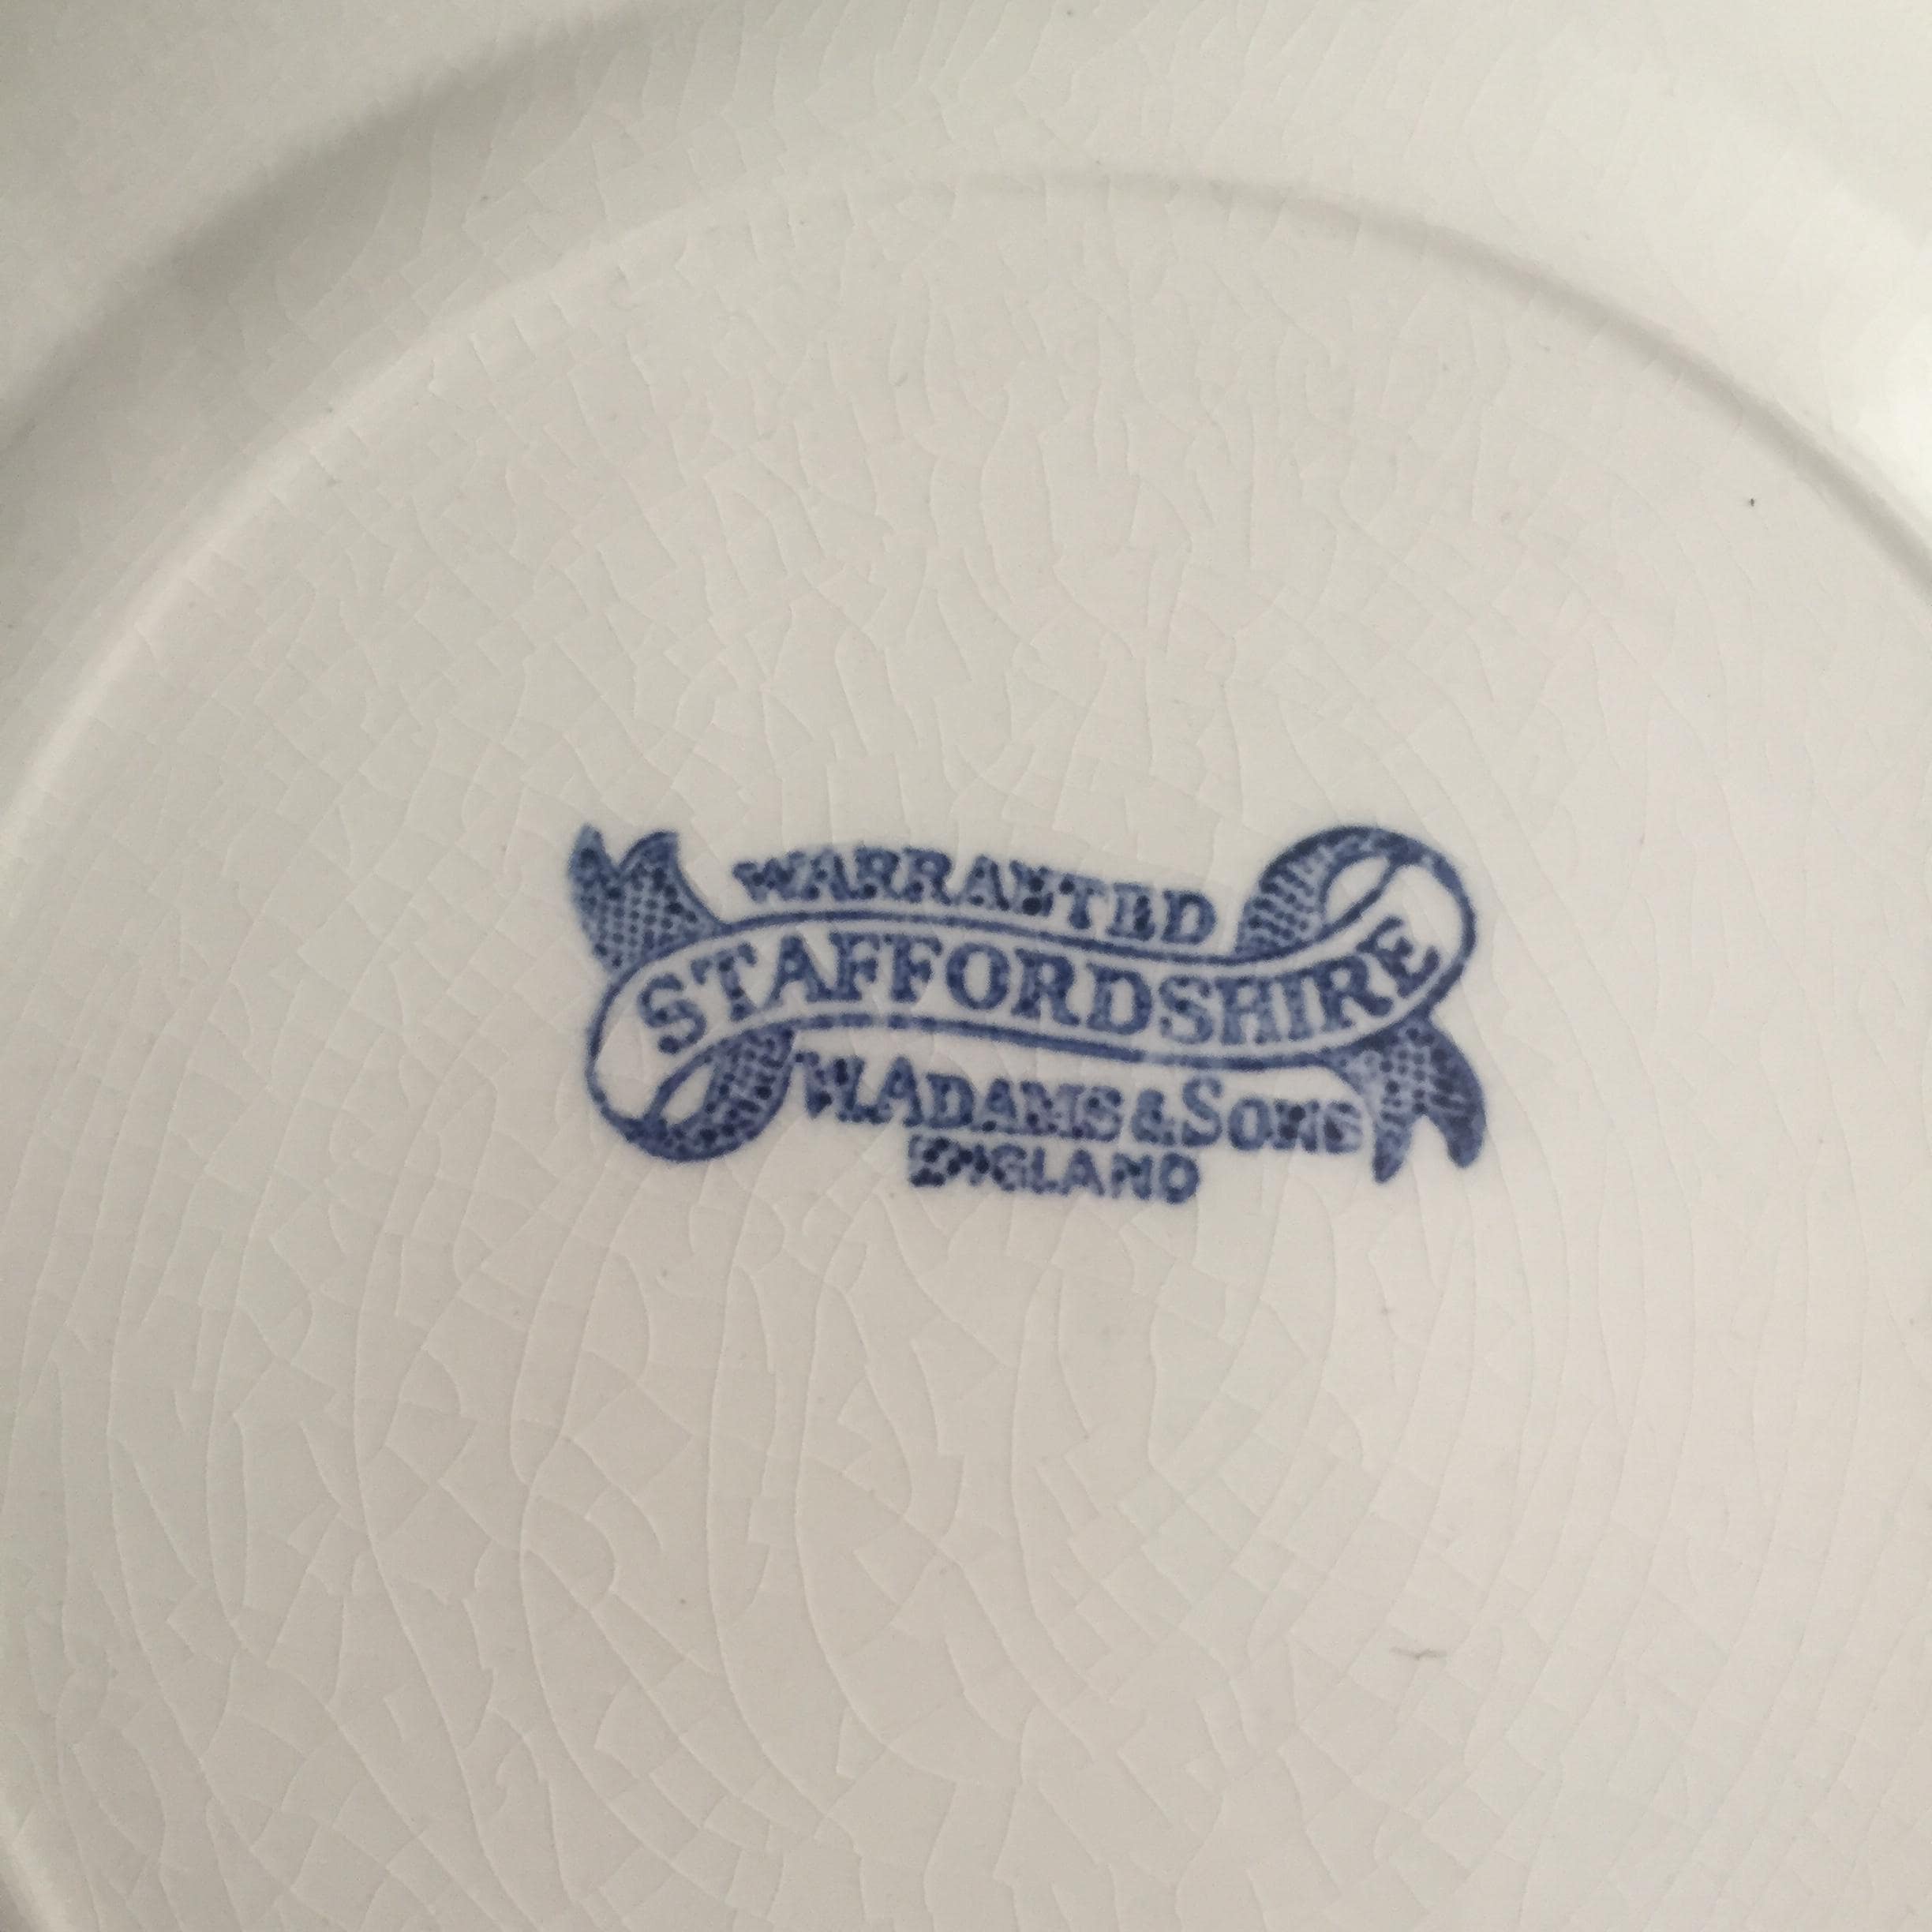 WARRANTED
STAFFORDSHIRE
W. ADAMS & SONS
ENGLAND